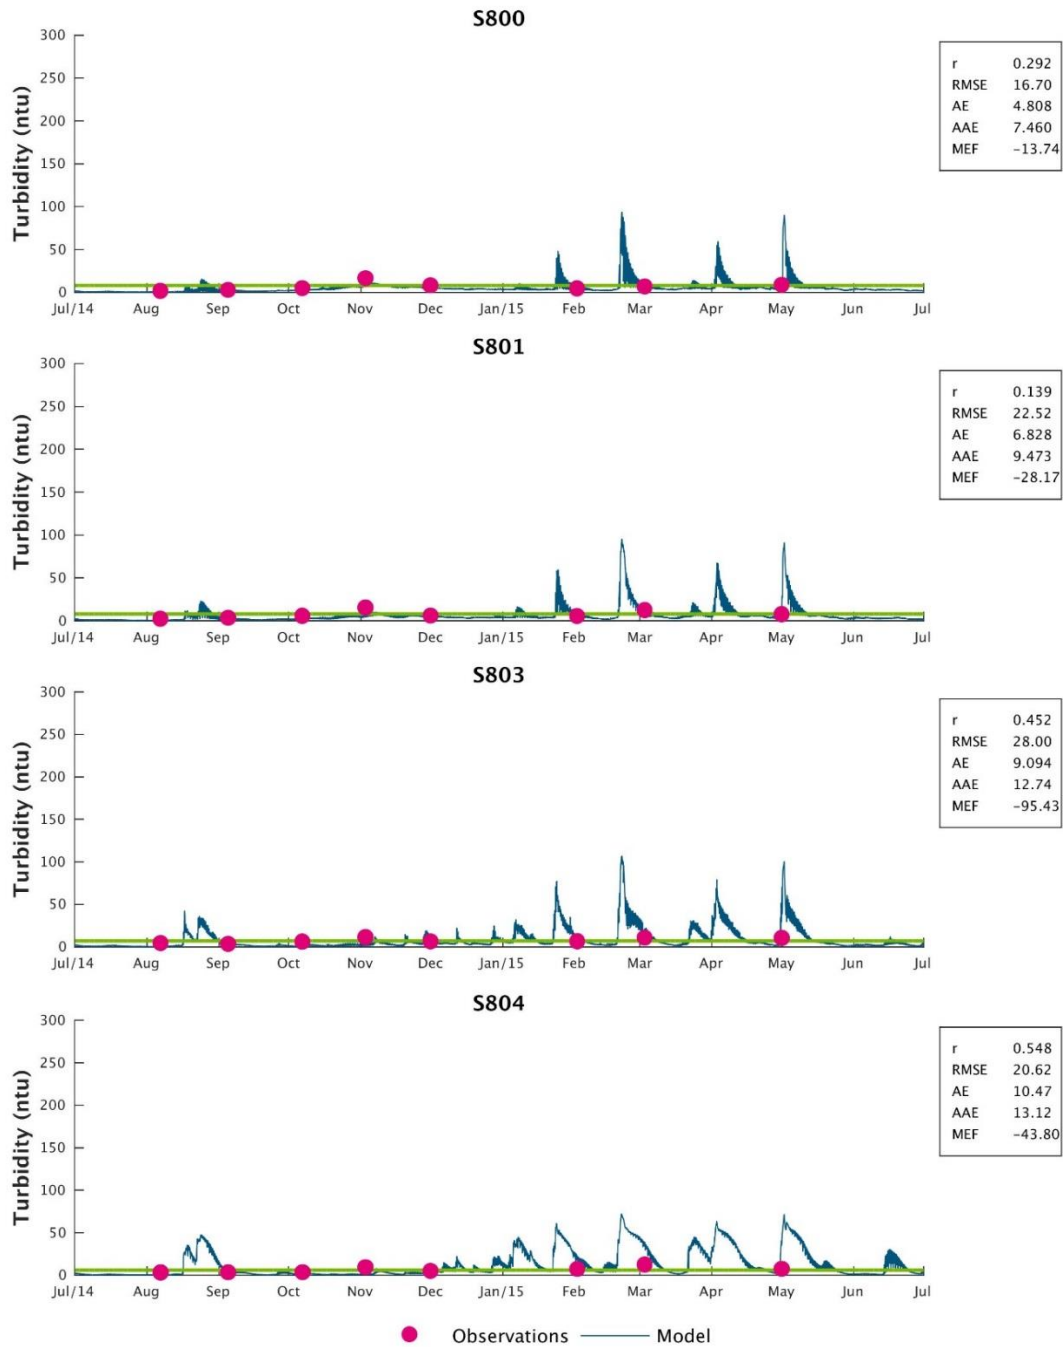 S800
300
250
200
150
100
50
0
Turbidity (ntu)
Jul/14 Aug Sep Oct Nov Dec Jan/15 Feb Mar Apr May Jun Jul
r 0.292
RMSE 16.70
AE 4.808
AAE 7.460
MEF −13.74
S801
300
250
200
150
100
50
0
Turbidity (ntu)
Jul/14 Aug Sep Oct Nov Dec Jan/15 Feb Mar Apr May Jun Jul
r 0.139
RMSE 22.52
AE 6.828
AAE 9.473
MEF −28.17
S803
300
250
200
150
100
50
0
Turbidity (ntu)
Jul/14 Aug Sep Oct Nov Dec Jan/15 Feb Mar Apr May Jun Jul
r 0.452
RMSE 28.00
AE 9.094
AAE 12.74
MEF −95.43
S804
300
250
200
150
100
50
0
Turbidity (ntu)
Jul/14 Aug Sep Oct Nov Dec Jan/15 Feb Mar Apr May Jun Jul
r 0.548
RMSE 20.62
AE 10.47
AAE 13.12
MEF −43.80
Observations Model